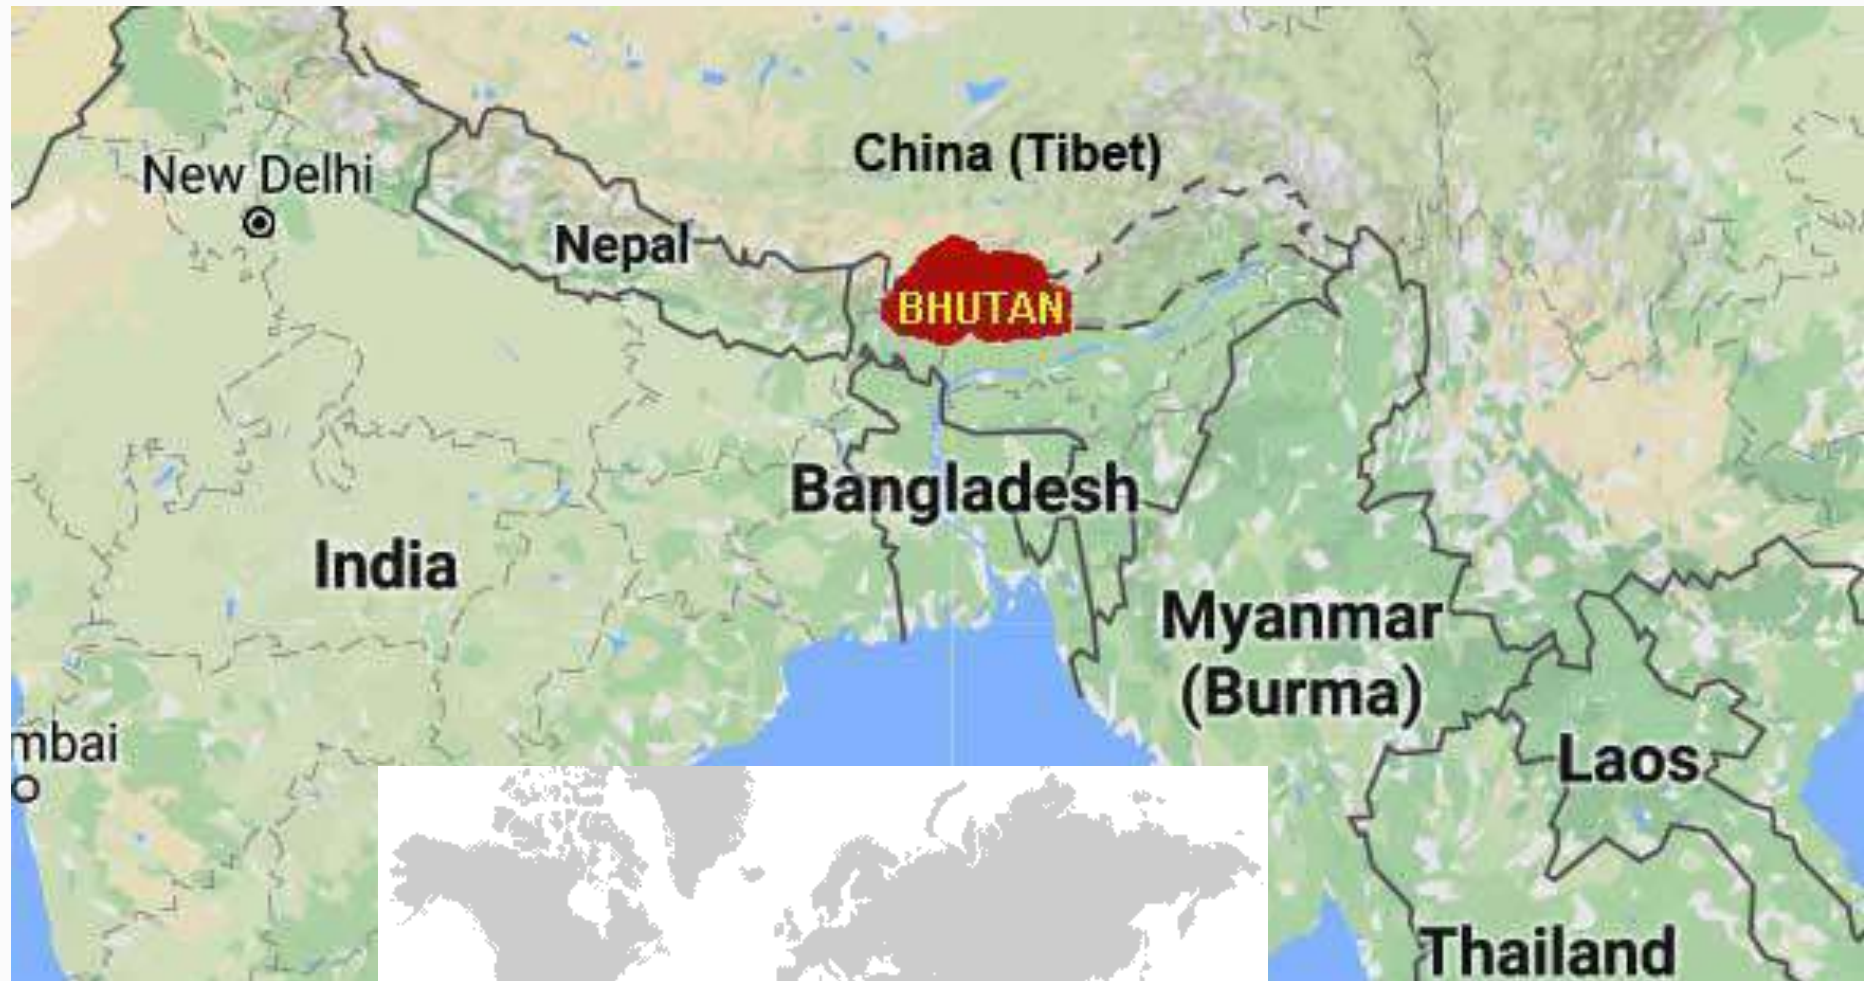 China (Tibet)
New Delhi
Nepal
BHUTAN
Bangladesh
India
Myanmar
(Burma)
mbai
Laos
Thailand